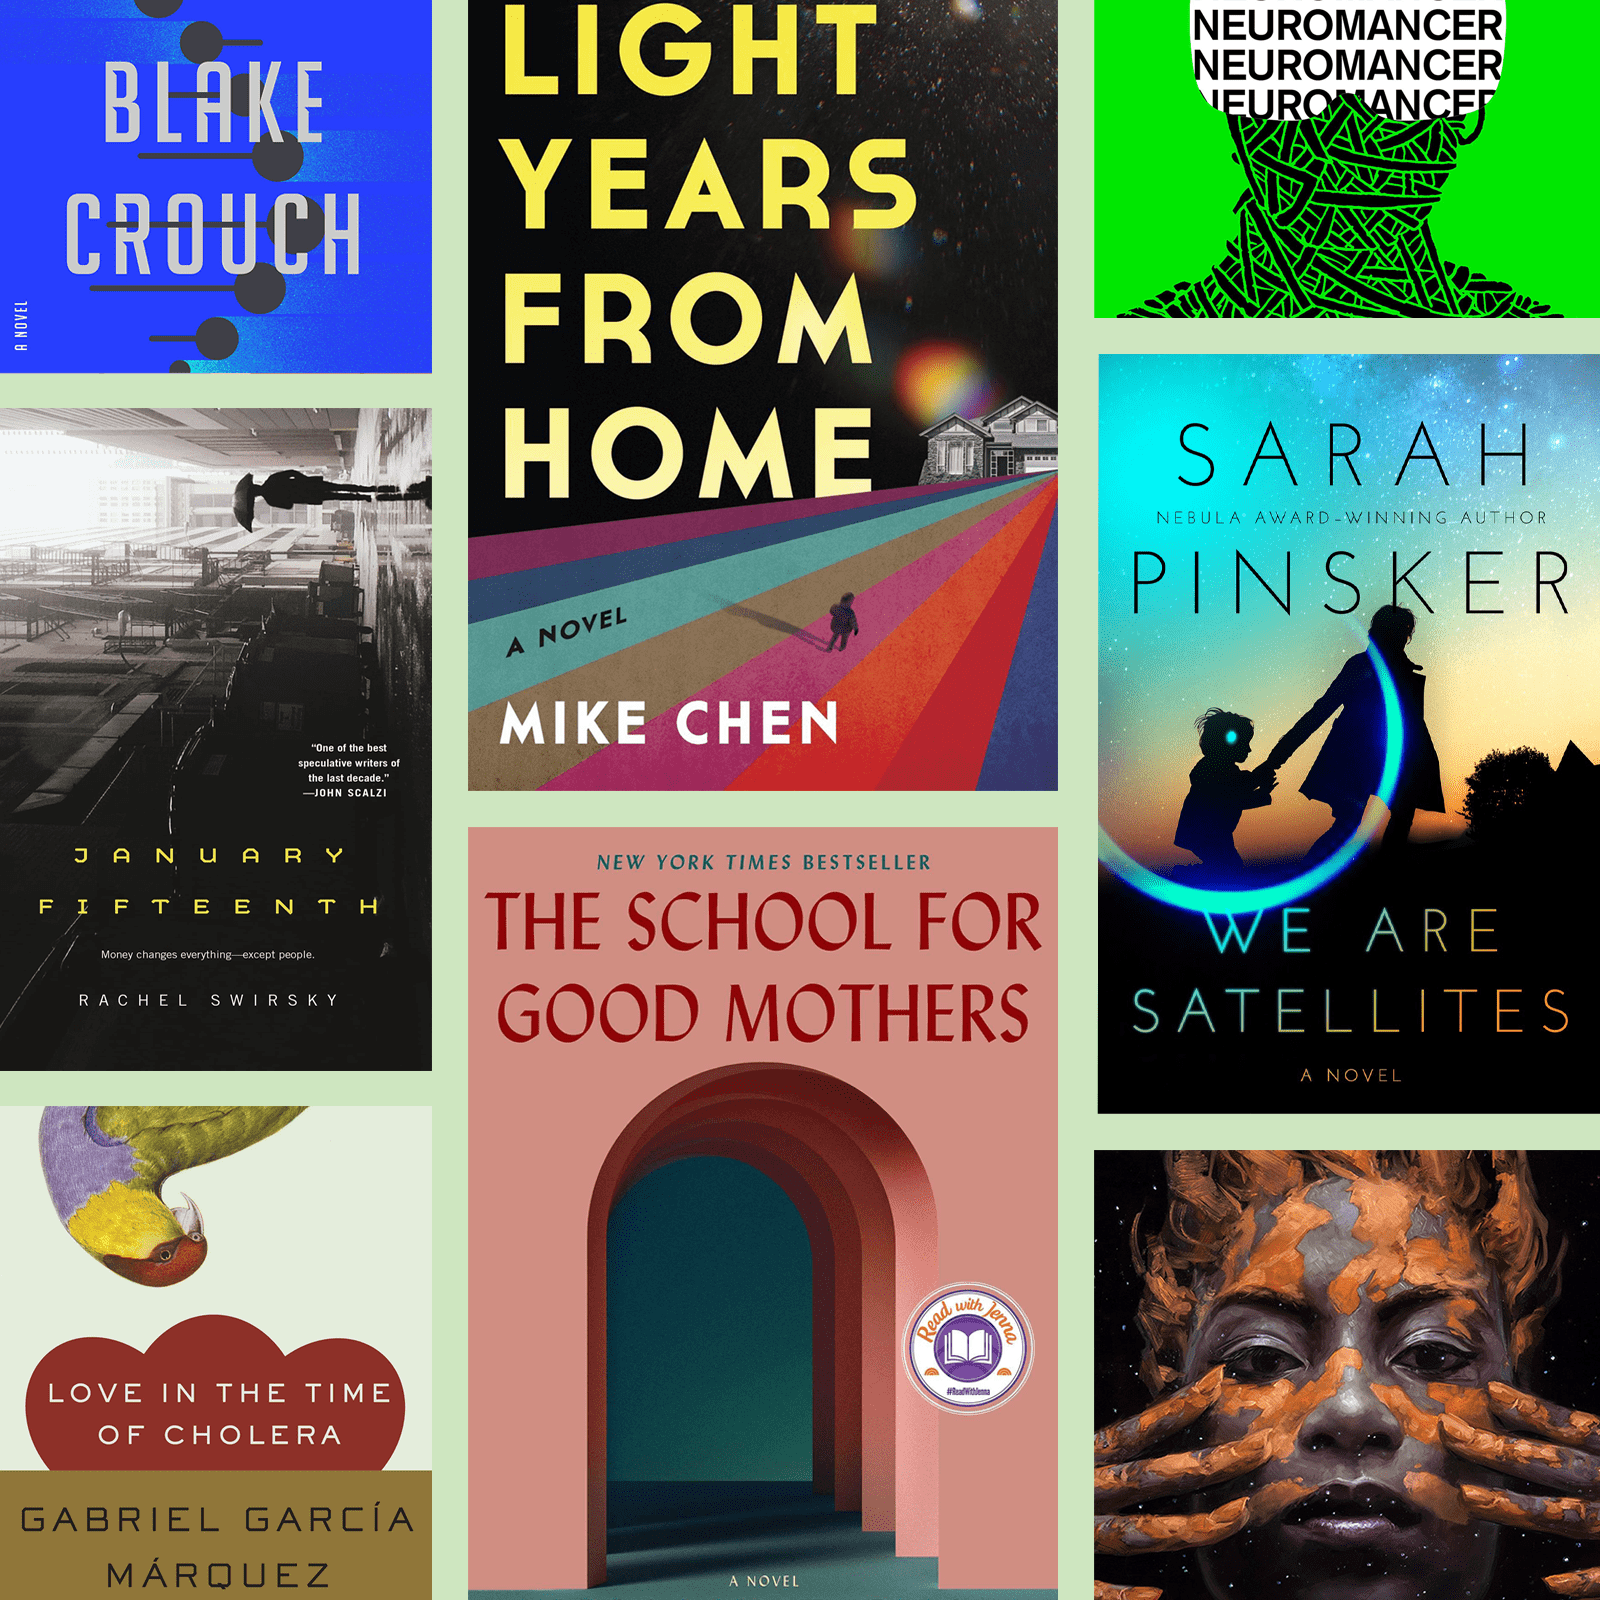 BLAKE
CROUCH
A NOVEL
"One of the best
speculative writers of
the last decade."
—JOHN SCALZI
JANUARY
FIFTEENTH
Money changes everything—except people.
RACHEL SWIRSKY
LOVE IN THE TIME
OF CHOLERA
GABRIEL GARCÍA
MÁRQUEZ
LIGHT
YEARS
FROM
HOME
A NOVEL
MIKE CHEN
NEW YORK TIMES BESTSELLER
THE SCHOOL FOR
GOOD MOTHERS
Read with Jenna
#ReadWithJenna
A NOVEL
NEUROMANCER
NEUROMANCER
NEUROMANCER
NEUROMANCER
SARAH
NEBULA AWARD-WINNING AUTHOR
PINSKER
WE ARE
SATELLITES
A NOVEL